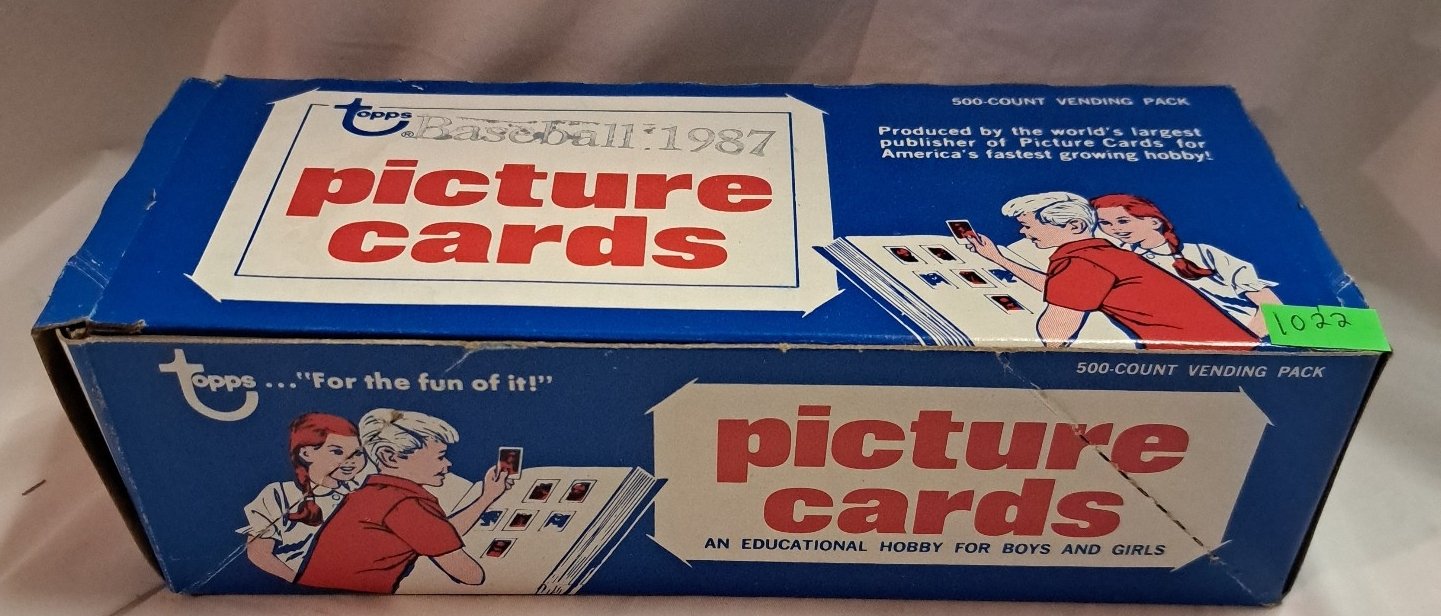 500-COUNT VENDING PACK
topps® Baseball: 1987
picture
cards
Produced by the world's largest
publisher of Picture Cards for
America's fastest growing hobby!
1022
topps ... "For the fun of it!"
500-COUNT VENDING PACK
picture
cards
AN EDUCATIONAL HOBBY FOR BOYS AND GIRLS